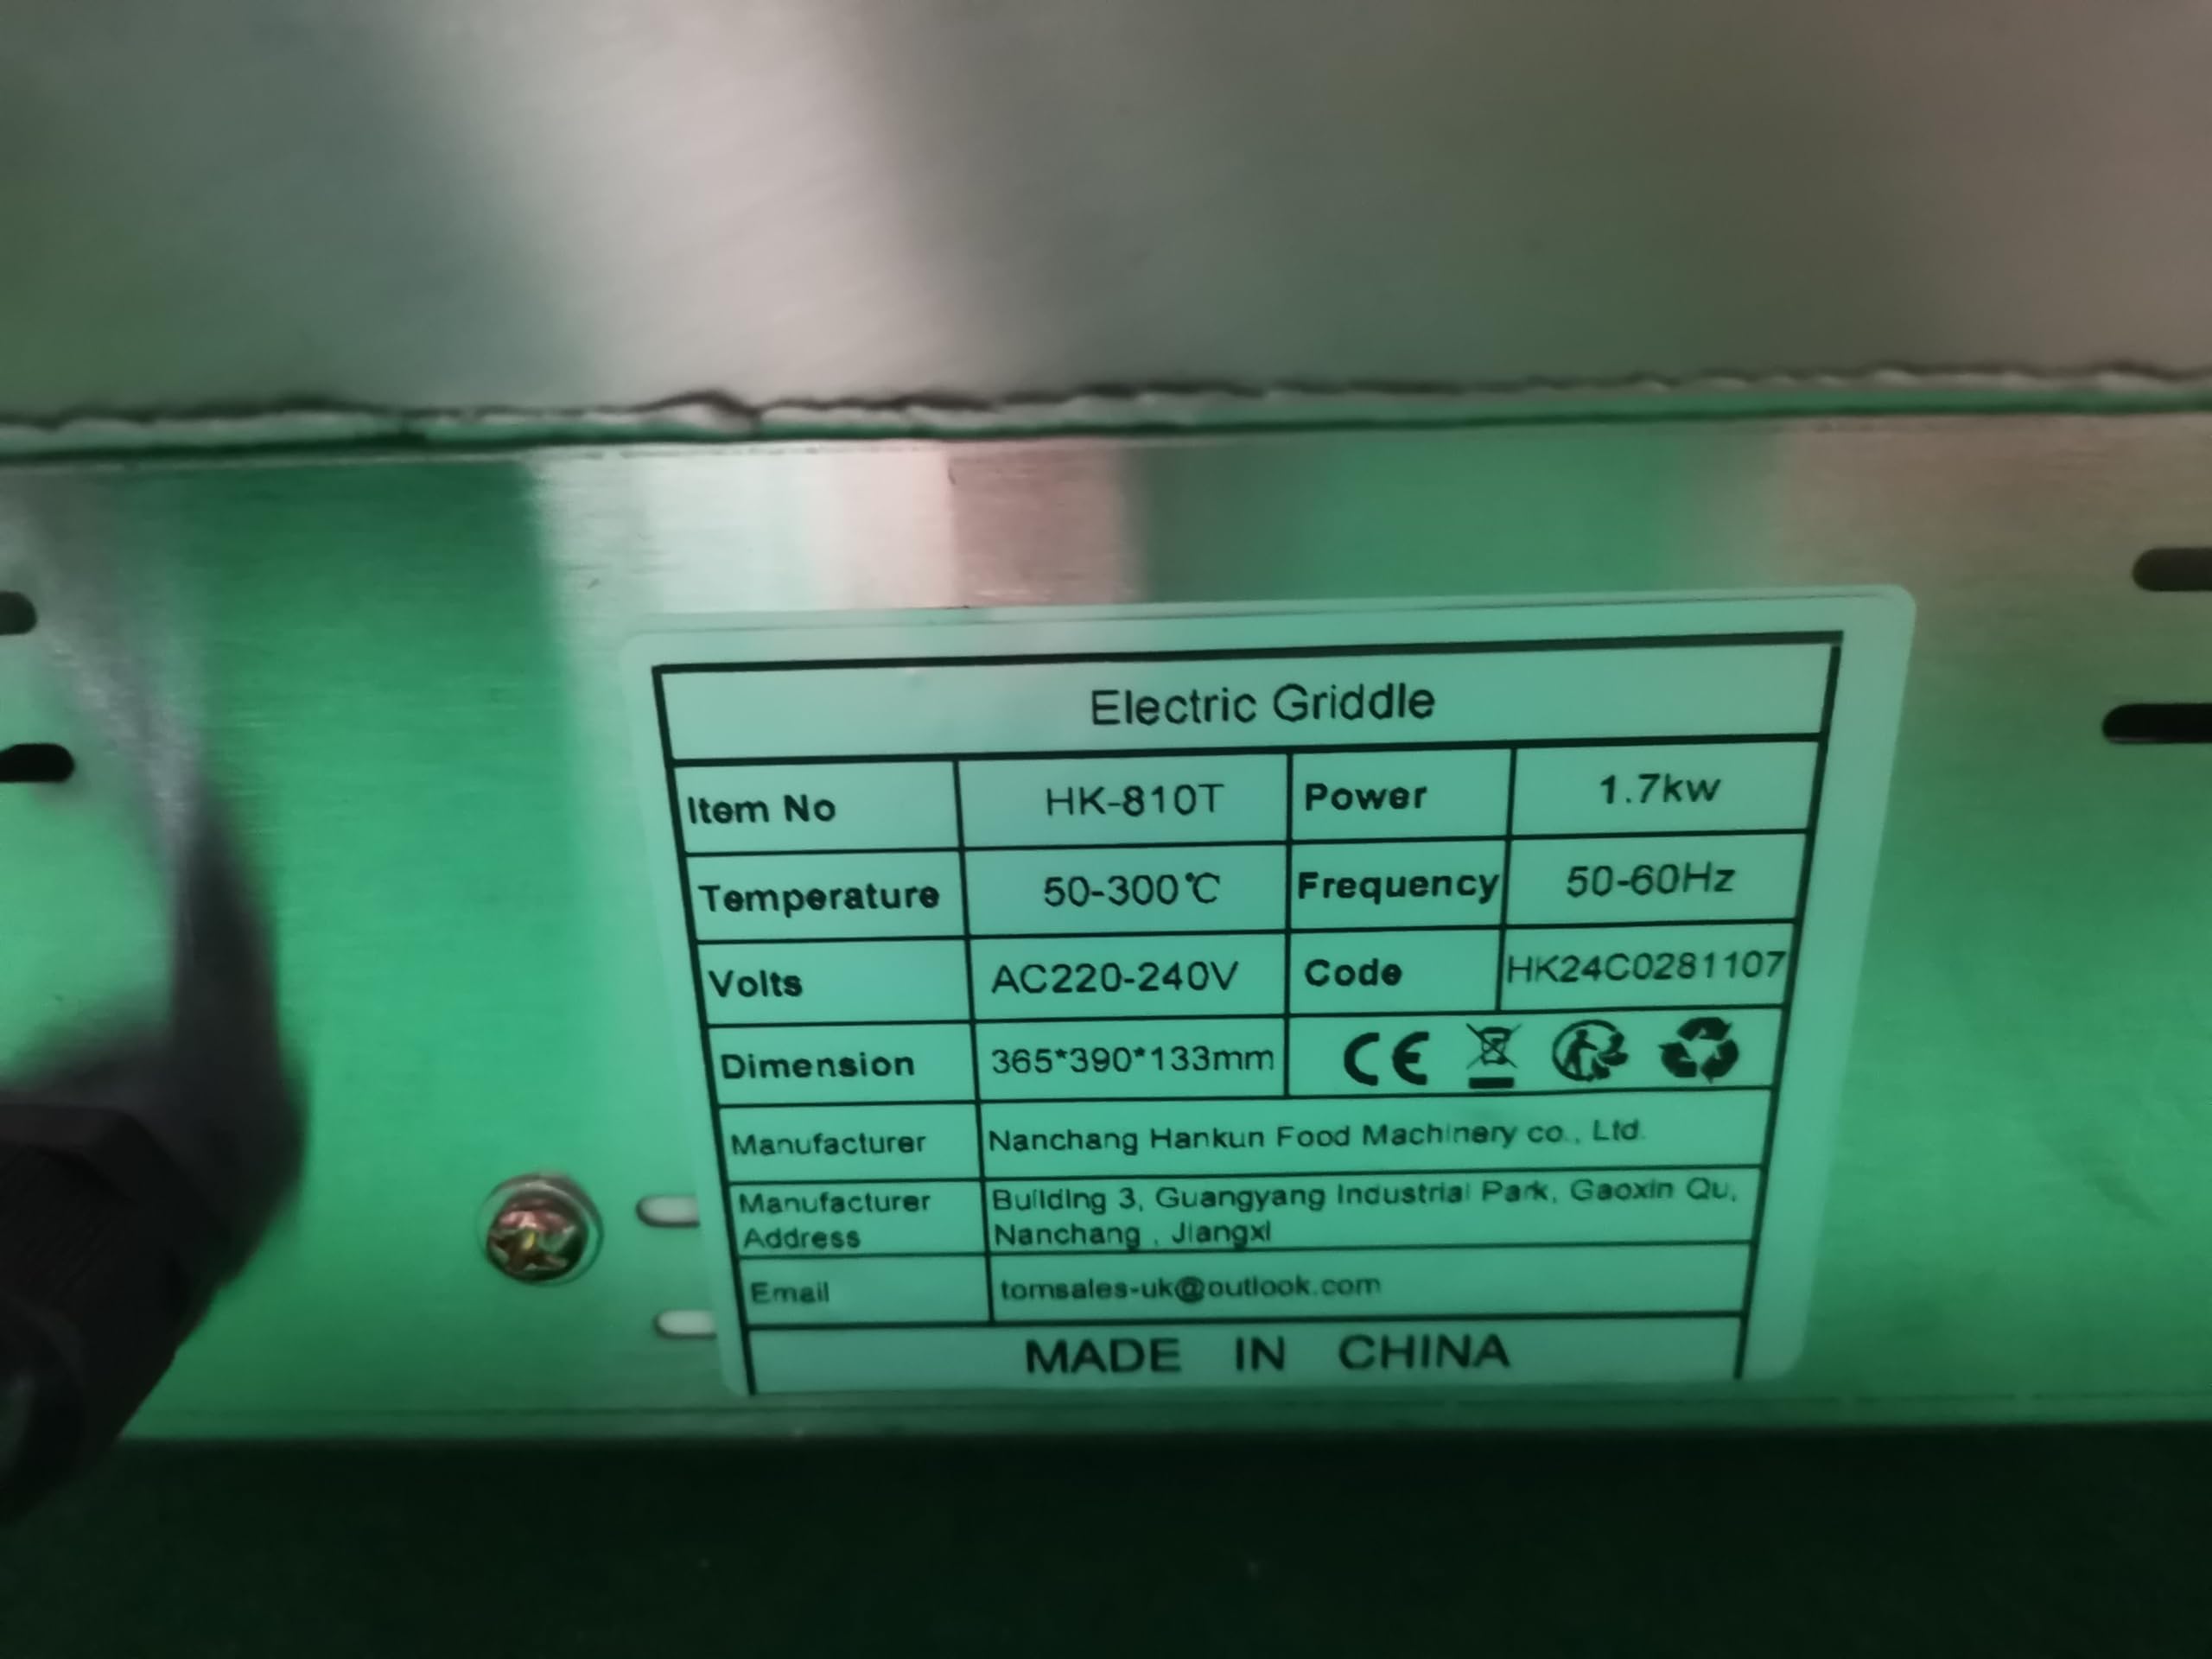 Electric Griddle
Item No HK-810T Power 1.7kw
Temperature 50-300℃ Frequency 50-60Hz
Volts AC220-240V Code HK24C0281107
Dimension 365*390*133mm CE
Manufacturer Nanchang Hankun Food Machinery co., Ltd.
Manufacturer Address Building 3, Guangyang Industrial Park, Gaoxin Qu,
Nanchang , Jiangxi
Email tomsales-uk@outlook.com
MADE IN CHINA